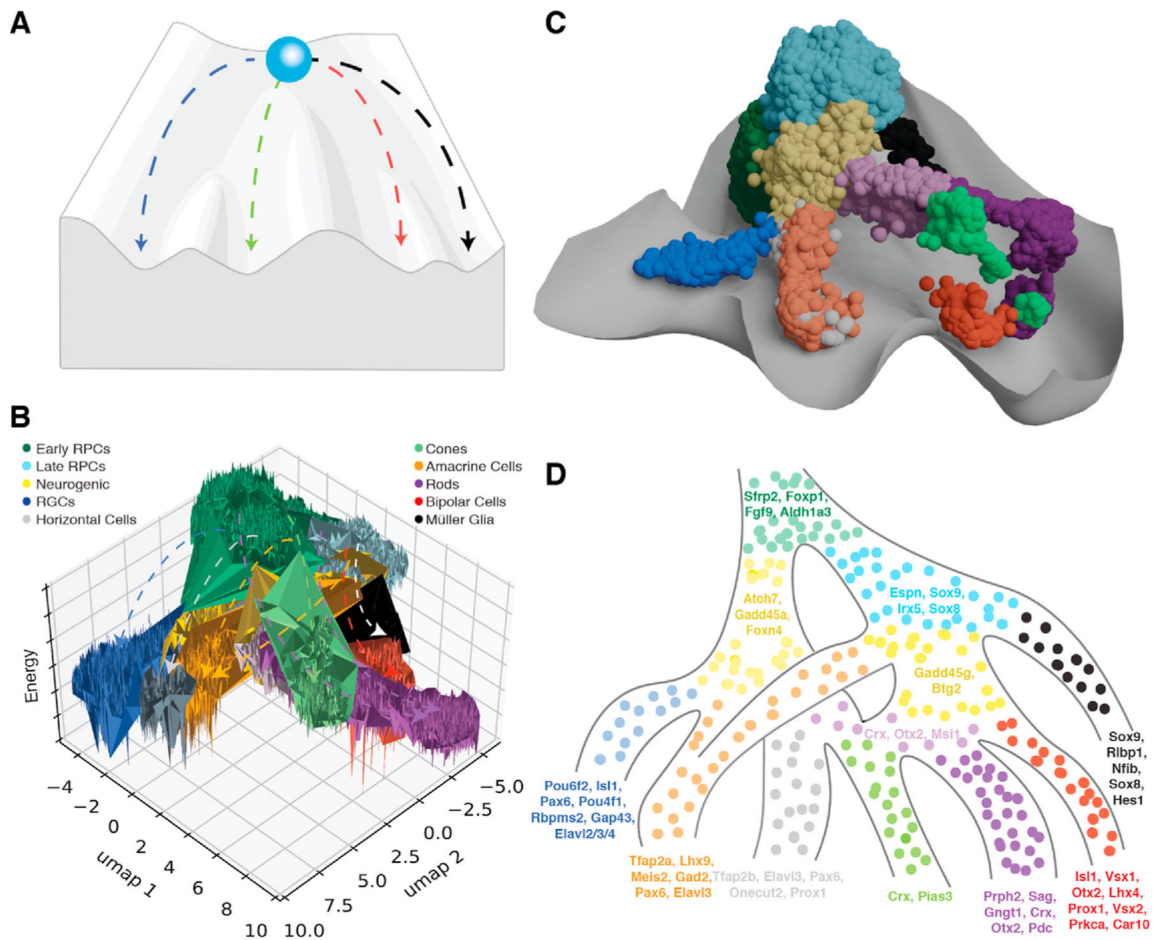 A
C
B
Early RPCs
Late RPCs
Neurogenic
RGCs
Horizontal Cells
Cones
Amacrine Cells
Rods
Bipolar Cells
Müller Glia
Energy
−4
−2
0
2
4
6
8
10
umap 1
−5.0
−2.5
0.0
2.5
5.0
7.5
10.0
umap 2
D
Sfrp2, Foxp1,
Fgf9, Aldh1a3
Atoh7,
Gadd45a,
Foxn4
Espn, Sox9,
Irx5, Sox8
Gadd45g,
Btg2
Crx, Otx2, Msi1
Sox9,
Rlbp1,
Nfib,
Sox8,
Hes1
Pou6f2, Isl1,
Pax6, Pou4f1,
Rbpms2, Gap43,
Elavl2/3/4
Tfap2a, Lhx9,
Meis2, Gad2,
Pax6, Elavl3
Tfap2b, Elavl3, Pax6,
Onecut2, Prox1
Crx, Pias3
Prph2, Sag,
Gngt1, Crx,
Otx2, Pdc
Isl1, Vsx1,
Otx2, Lhx4,
Prox1, Vsx2,
Prkca, Car10